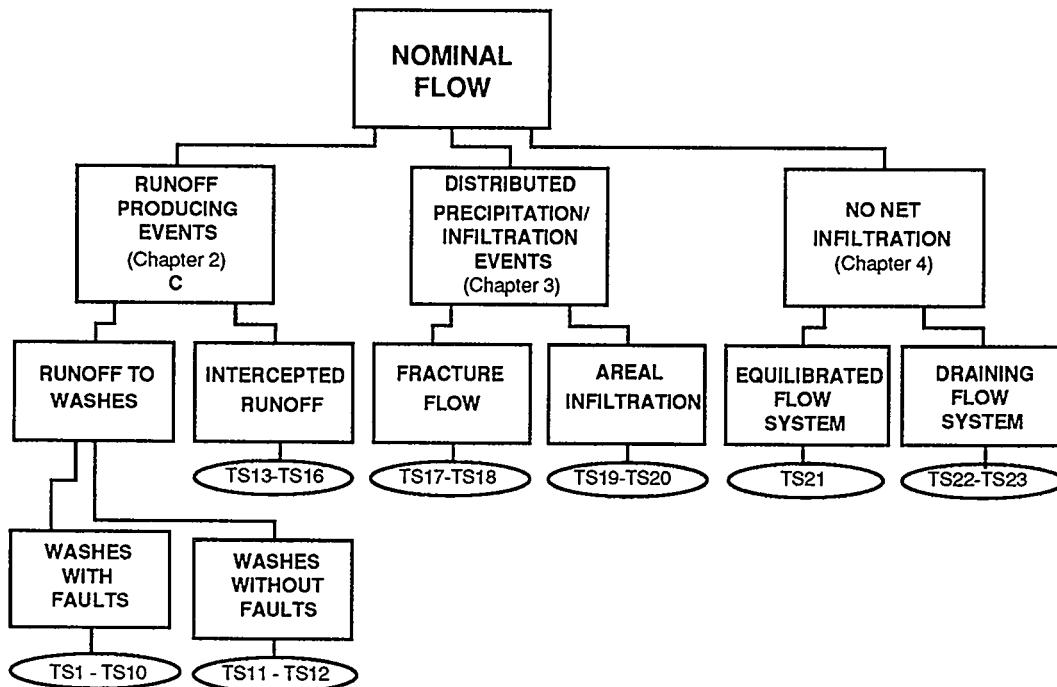 NOMINAL
FLOW
RUNOFF
PRODUCING
EVENTS
(Chapter 2)
C
DISTRIBUTED
PRECIPITATION/
INFILTRATION
EVENTS
(Chapter 3)
NO NET
INFILTRATION
(Chapter 4)
RUNOFF TO
WASHES
INTERCEPTED
RUNOFF
FRACTURE
FLOW
AREAL
INFILTRATION
EQUILIBRATED
FLOW
SYSTEM
DRAINING
FLOW
SYSTEM
TS13-TS16
TS17-TS18
TS19-TS20
TS21
TS22-TS23
WASHES
WITH
FAULTS
WASHES
WITHOUT
FAULTS
TS1 - TS10
TS11 - TS12